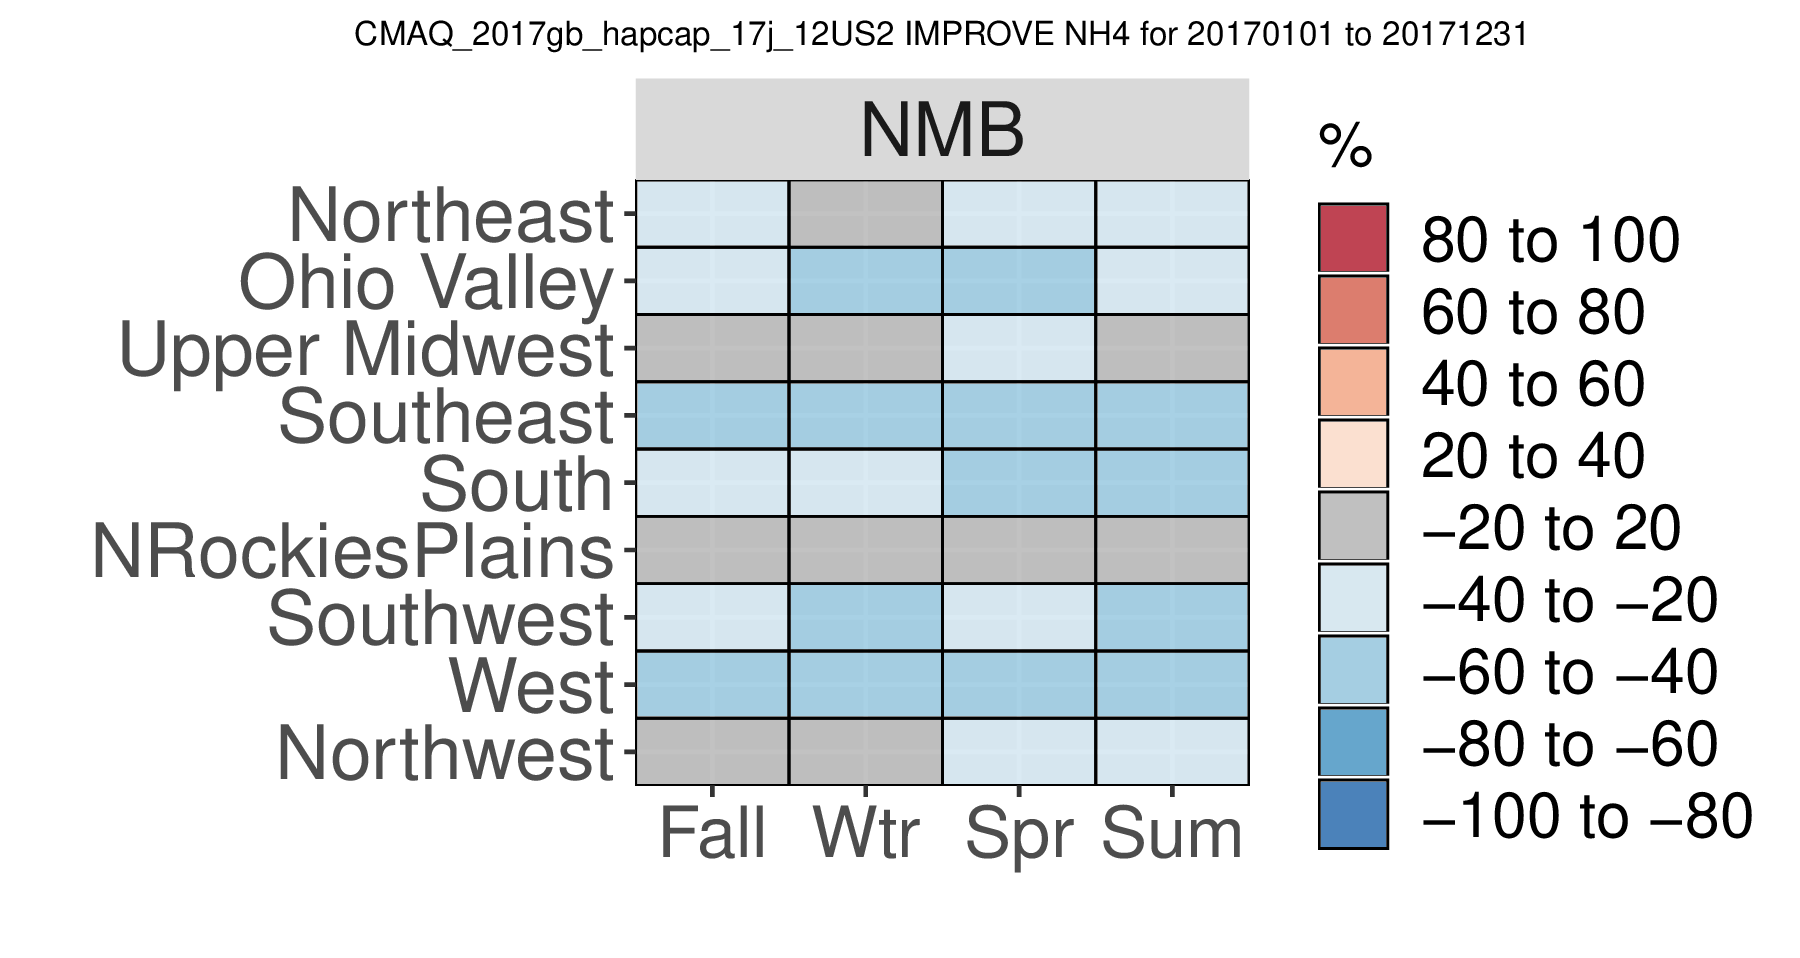 CMAQ_2017gb_hapcap_17j_12US2 IMPROVE NH4 for 20170101 to 20171231
NMB
Northeast
Ohio Valley
Upper Midwest
Southeast
South
NRockiesPlains
Southwest
West
Northwest
Fall Wtr Spr Sum
%
80 to 100
60 to 80
40 to 60
20 to 40
−20 to 20
−40 to −20
−60 to −40
−80 to −60
−100 to −80